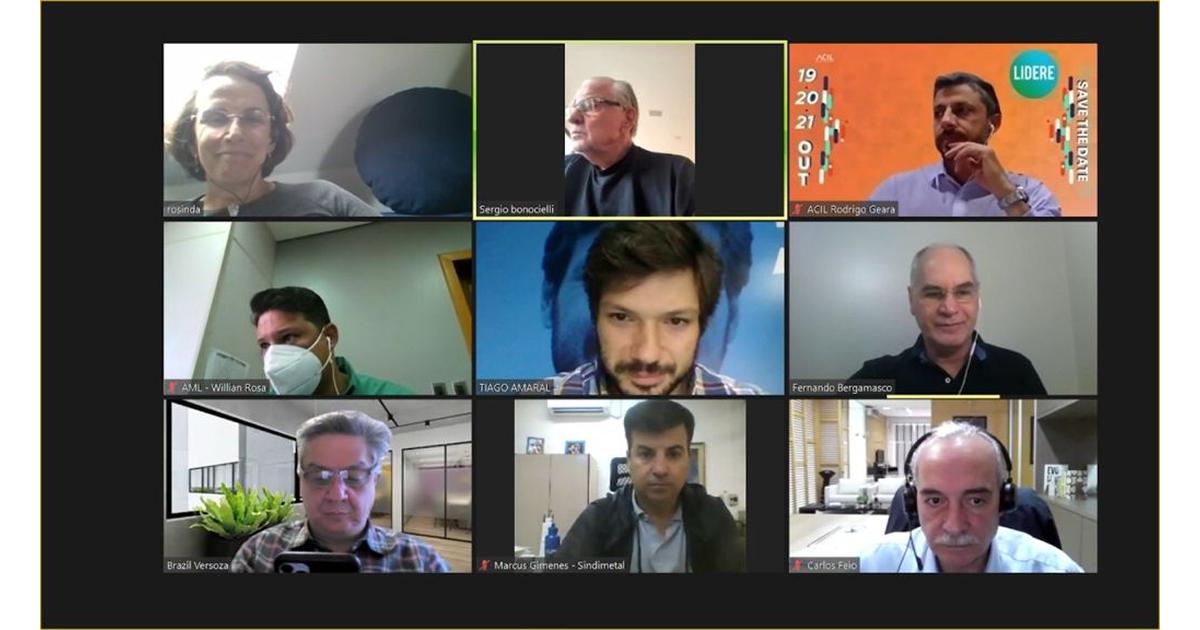 ACIL
19
20
21
OUT
LIDERE
SAVE THE DATE
rosinda
Sergio bonocielli
ACIL Rodrigo Geara
AML - Willian Rosa
TIAGO AMARAL
Fernando Bergamasco
Brazil Versoza
Marcus Gimenes - Sindimetal
Carlos Feio